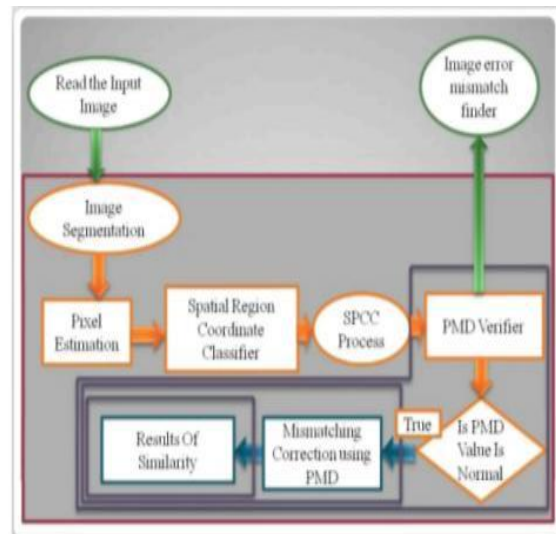 Read the Input
Image
Image error
mismatch
finder
Image
Segmentation
Pixel
Estimation
Spatial Region
Coordinate
Classifier
SPCC
Process
PMD Verifier
Is PMD
Value Is
Normal
True
Mismatching
Correction using
PMD
Results Of
Similarity